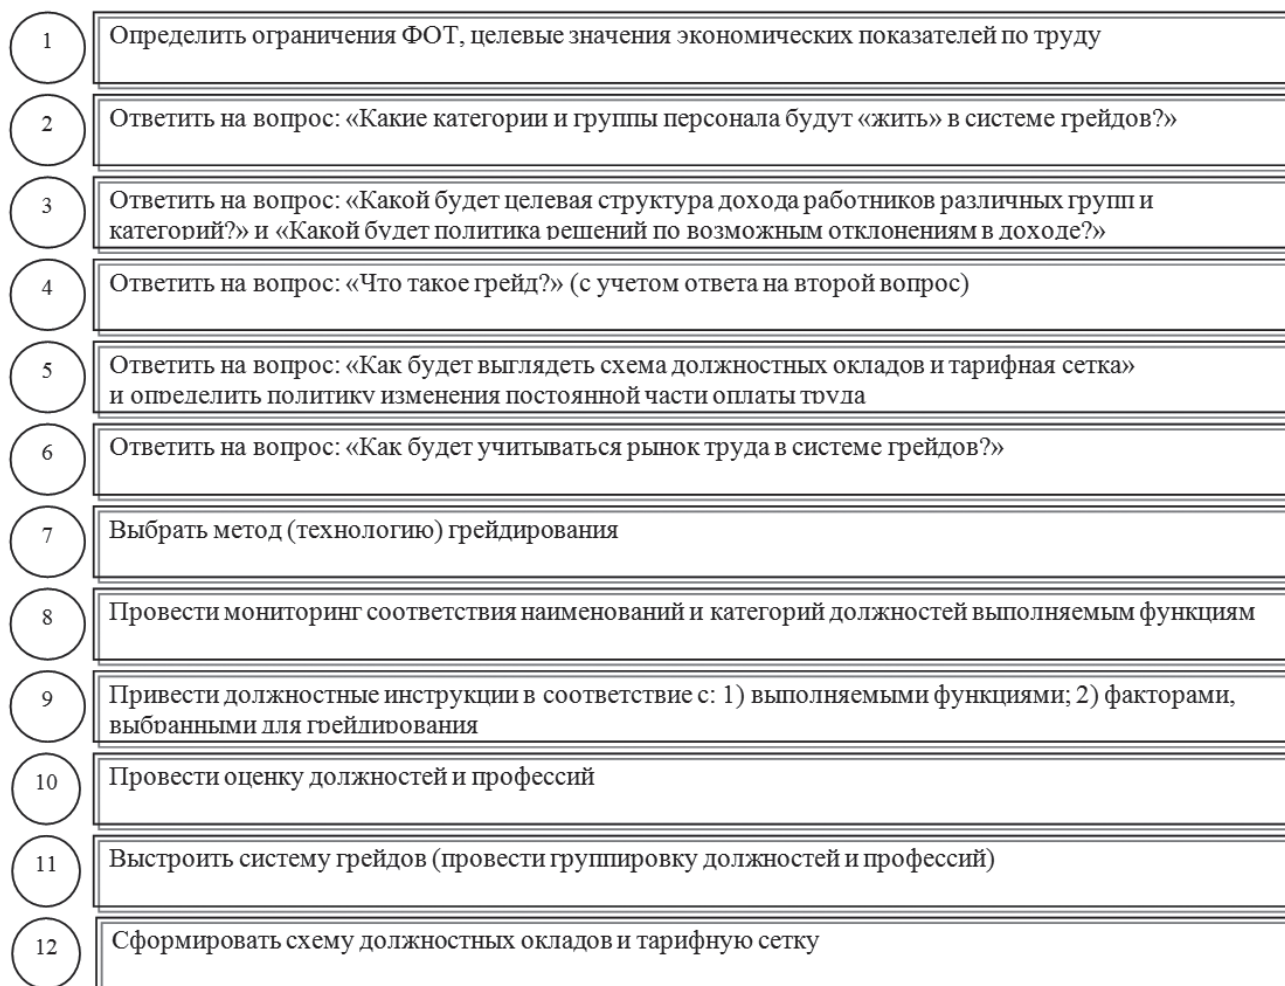 1
Определить ограничения ФОТ, целевые значения экономических показателей по труду
2
Ответить на вопрос: «Какие категории и группы персонала будут «жить» в системе грейдов?»
3
Ответить на вопрос: «Какой будет целевая структура дохода работников различных групп и
категорий?» и «Какой будет политика решений по возможным отклонениям в доходе?»
4
Ответить на вопрос: «Что такое грейд?» (с учетом ответа на второй вопрос)
5
Ответить на вопрос: «Как будет выглядеть схема должностных окладов и тарифная сетка»
и определить политику изменения постоянной части оплаты труда
6
Ответить на вопрос: «Как будет учитываться рынок труда в системе грейдов?»
7
Выбрать метод (технологию) грейдирования
8
Провести мониторинг соответствия наименований и категорий должностей выполняемым функциям
9
Привести должностные инструкции в соответствие с: 1) выполняемыми функциями; 2) факторами,
выбранными для грейдирования
10
Провести оценку должностей и профессий
11
Выстроить систему грейдов (провести группировку должностей и профессий)
12
Сформировать схему должностных окладов и тарифную сетку